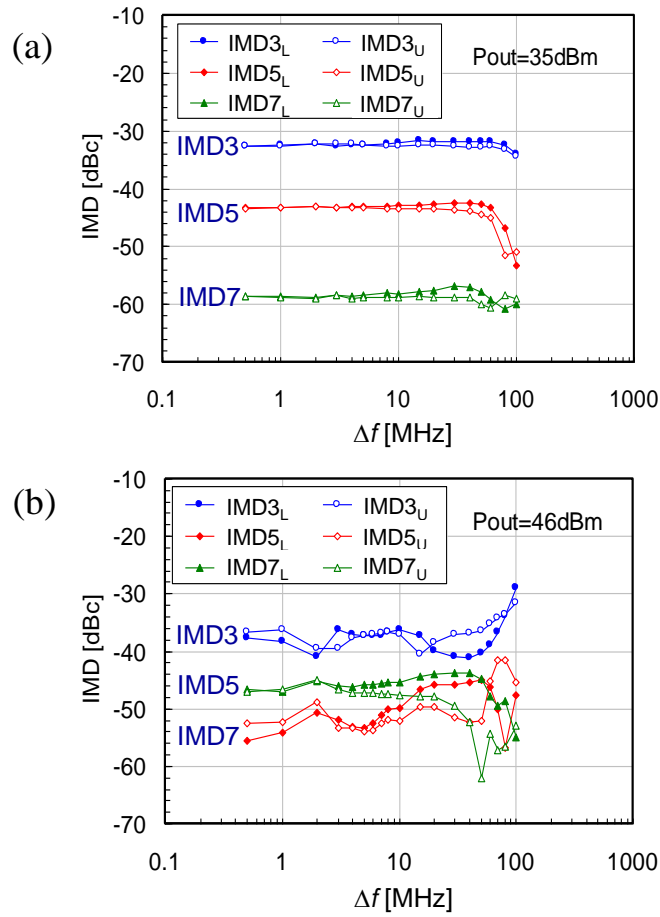 (a)
-10
-20
-30
-40
-50
-60
-70
IMD [dBc]
IMD3L IMD3U
IMD5L IMD5U
IMD7L IMD7U
Pout=35dBm
IMD3
IMD5
IMD7
0.1 1 10 100 1000
Δf [MHz]
(b)
-10
-20
-30
-40
-50
-60
-70
IMD [dBc]
IMD3L IMD3U
IMD5L IMD5U
IMD7L IMD7U
Pout=46dBm
IMD3
IMD5
IMD7
0.1 1 10 100 1000
Δf [MHz]